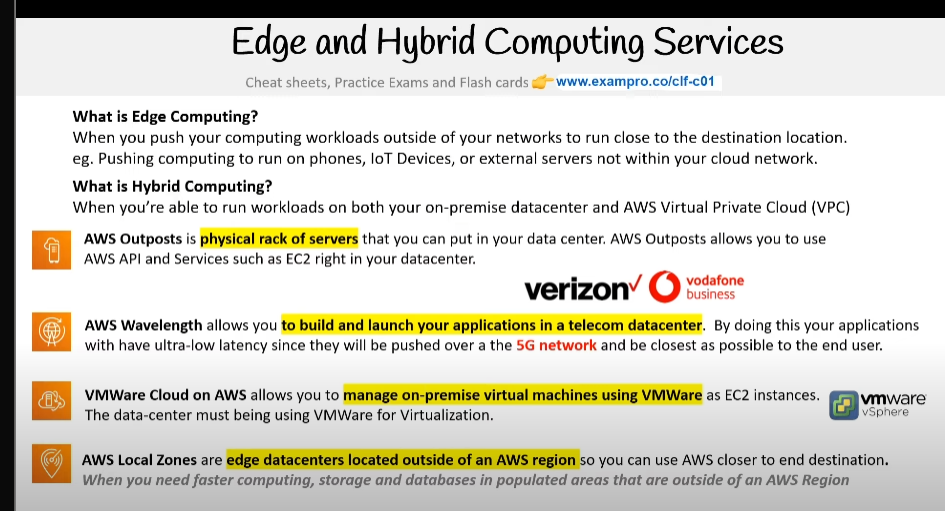 Edge and Hybrid Computing Services
Cheat sheets, Practice Exams and Flash cards 👉 www.exampro.co/clf-c01
What is Edge Computing?
When you push your computing workloads outside of your networks to run close to the destination location.
eg. Pushing computing to run on phones, IoT Devices, or external servers not within your cloud network.
What is Hybrid Computing?
When you're able to run workloads on both your on-premise datacenter and AWS Virtual Private Cloud (VPC)
AWS Outposts is physical rack of servers that you can put in your data center. AWS Outposts allows you to use
AWS API and Services such as EC2 right in your datacenter.
verizon✓ vodafone
business
AWS Wavelength allows you to build and launch your applications in a telecom datacenter. By doing this your applications
with have ultra-low latency since they will be pushed over a the 5G network and be closest as possible to the end user.
VMWare Cloud on AWS allows you to manage on-premise virtual machines using VMWare as EC2 instances.
The data-center must being using VMWare for Virtualization.
vmware
vSphere
AWS Local Zones are edge datacenters located outside of an AWS region so you can use AWS closer to end destination.
When you need faster computing, storage and databases in populated areas that are outside of an AWS Region